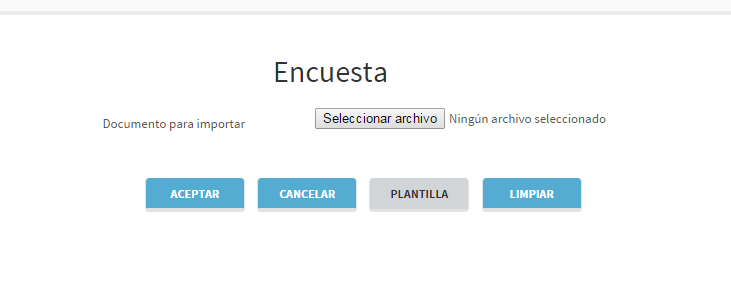 Encuesta
Documento para importar Seleccionar archivo Ningún archivo seleccionado
ACEPTAR CANCELAR PLANTILLA LIMPIAR